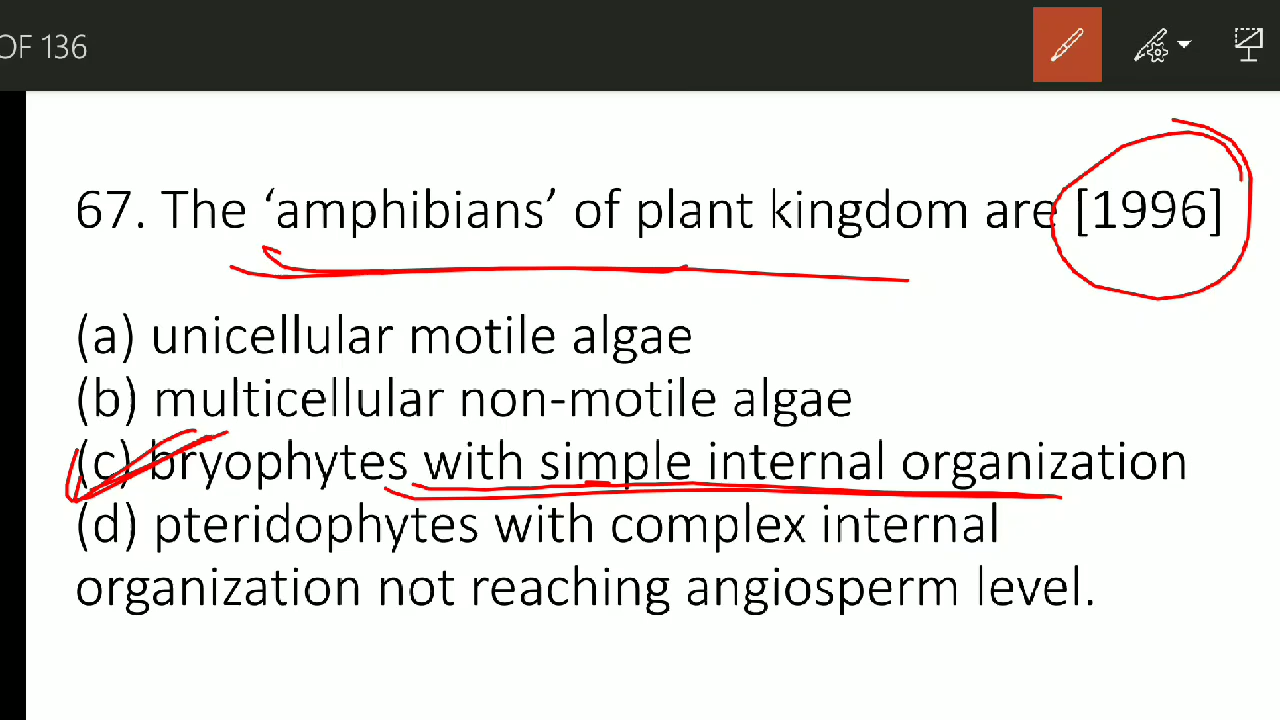 OF 136
67. The ‘amphibians’ of plant kingdom are [1996]
(a) unicellular motile algae
(b) multicellular non-motile algae
(c) bryophytes with simple internal organization
(d) pteridophytes with complex internal
organization not reaching angiosperm level.